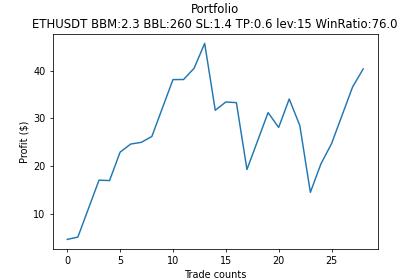 Portfolio
ETHUSDT BBM:2.3 BBL:260 SL:1.4 TP:0.6 lev:15 WinRatio:76.0
40
30
20
10
Profit ($)
0 5 10 15 20 25
Trade counts